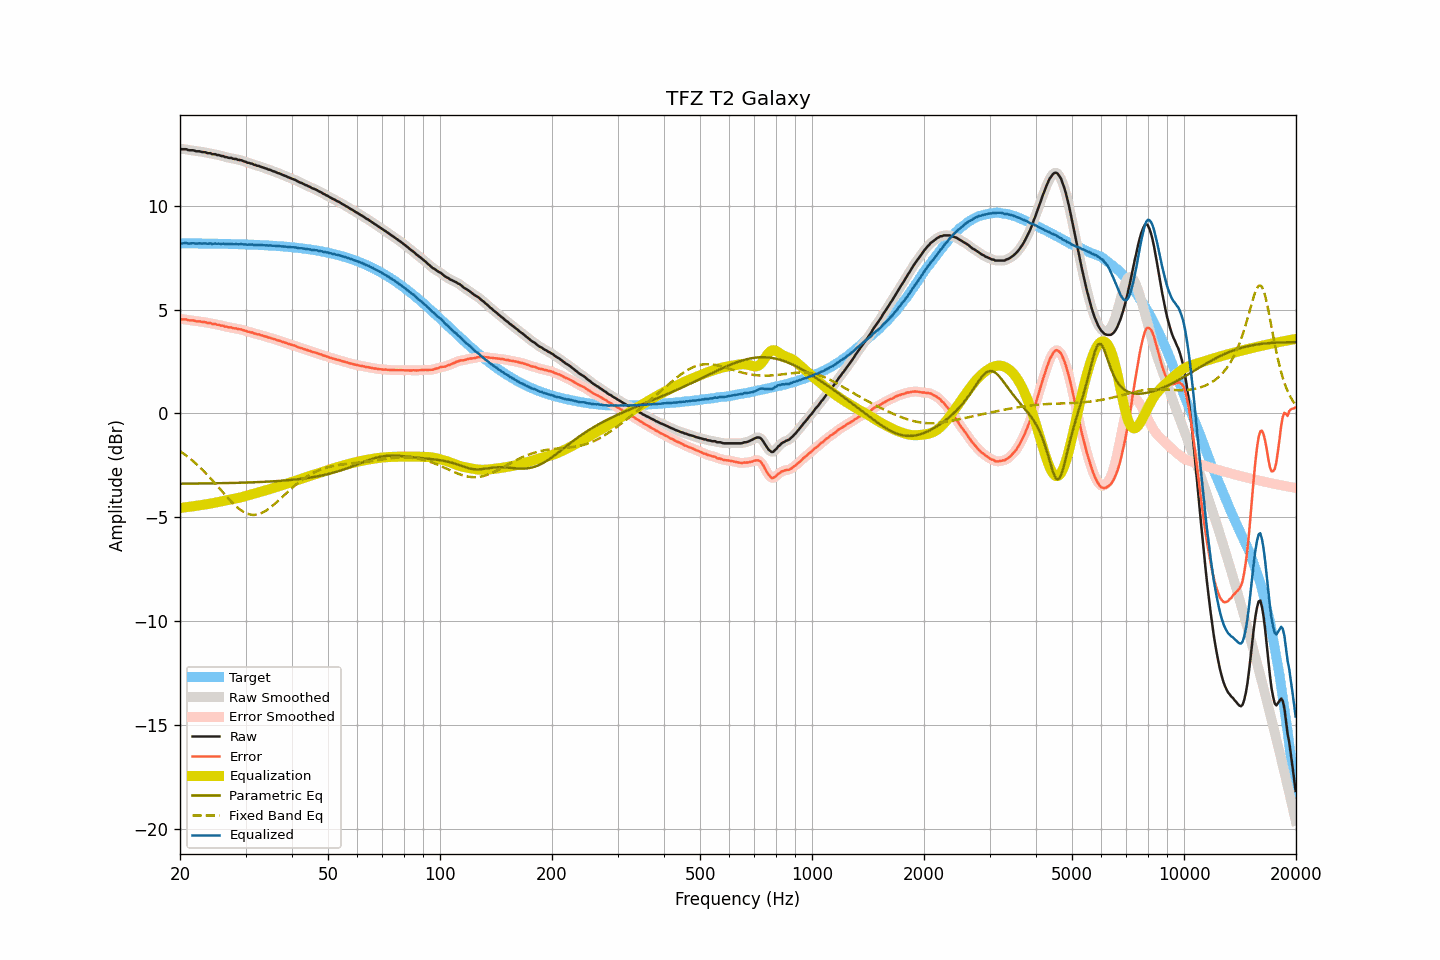 TFZ T2 Galaxy
Amplitude (dBr)
10
5
0
−5
−10
−15
−20
Target
Raw Smoothed
Error Smoothed
Raw
Error
Equalization
Parametric Eq
Fixed Band Eq
Equalized
20 50 100 200 500 1000 2000 5000 10000 20000
Frequency (Hz)